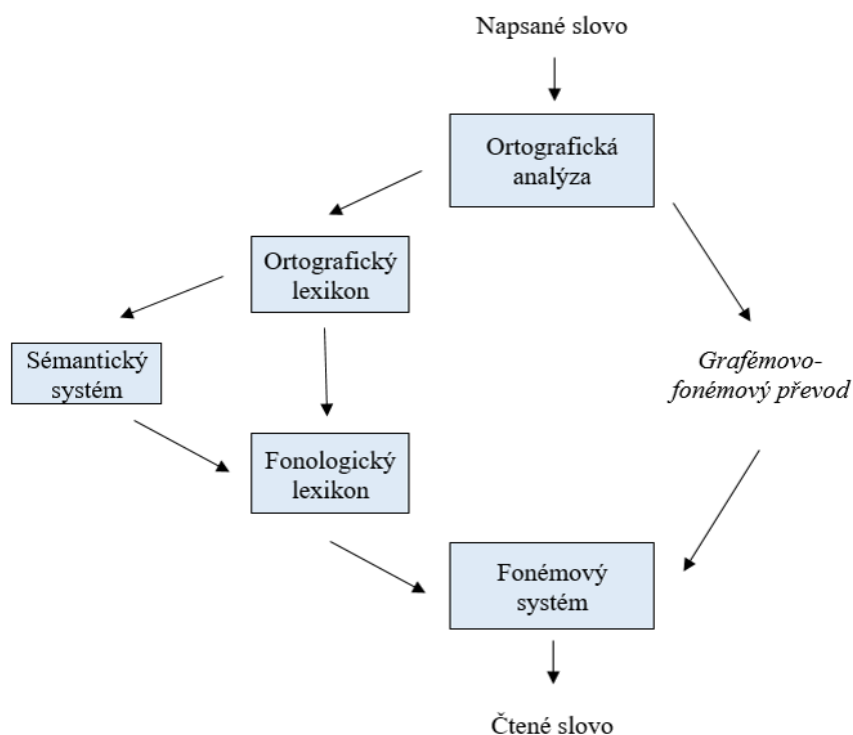 Napsané slovo
Ortografická
analýza
Ortografický
lexikon
Sémantický
systém
Grafémovo-
fonémový převod
Fonologický
lexikon
Fonémový
systém
Čtené slovo